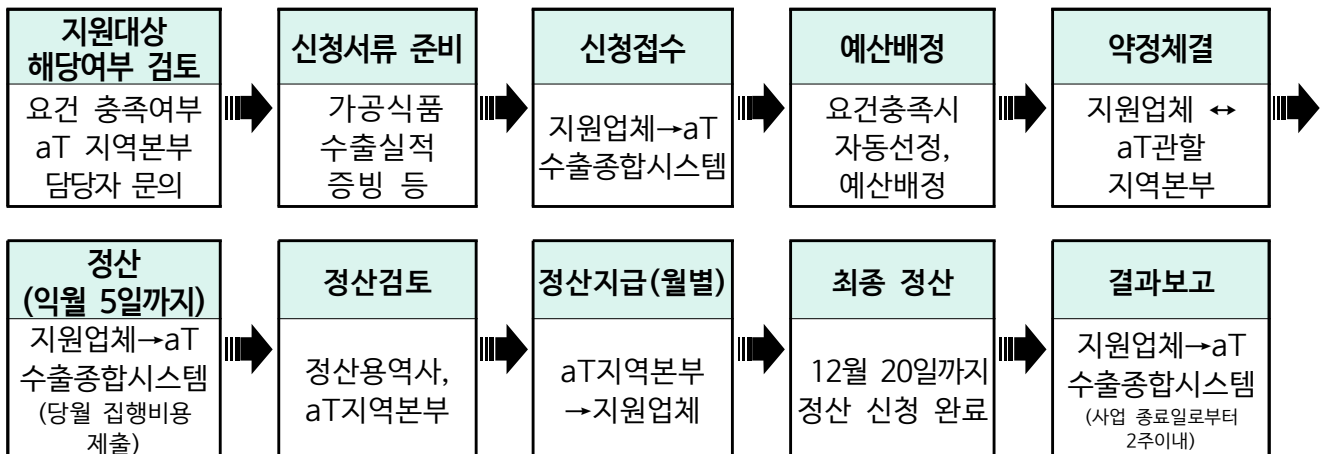 지원대상
해당여부 검토
요건 충족여부
aT 지역본부
담당자 문의
신청서류 준비
가공식품
수출실적
증빙 등
신청접수
지원업체→aT
수출종합시스템
예산배정
요건충족시
자동선정,
예산배정
약정체결
지원업체 ↔
aT관할
지역본부
정산
(익월 5일까지)
지원업체→aT
수출종합시스템
(당월 집행비용
제출)
정산검토
정산용역사,
aT지역본부
정산지급(월별)
aT지역본부
→지원업체
최종 정산
12월 20일까지
정산 신청 완료
결과보고
지원업체→aT
수출종합시스템
(사업 종료일로부터
2주이내)